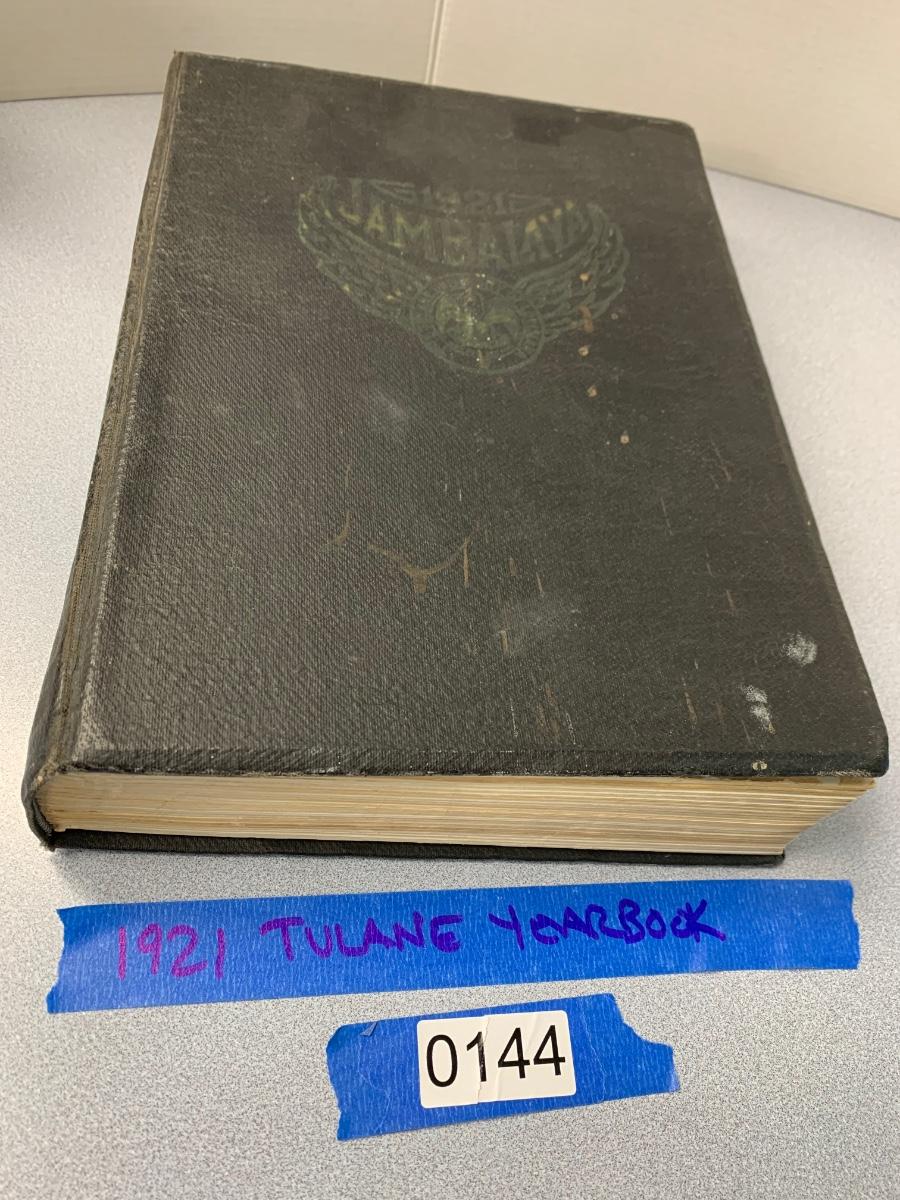 1921
JAMBALAYA
1921 TULANE YEARBOOK
0144